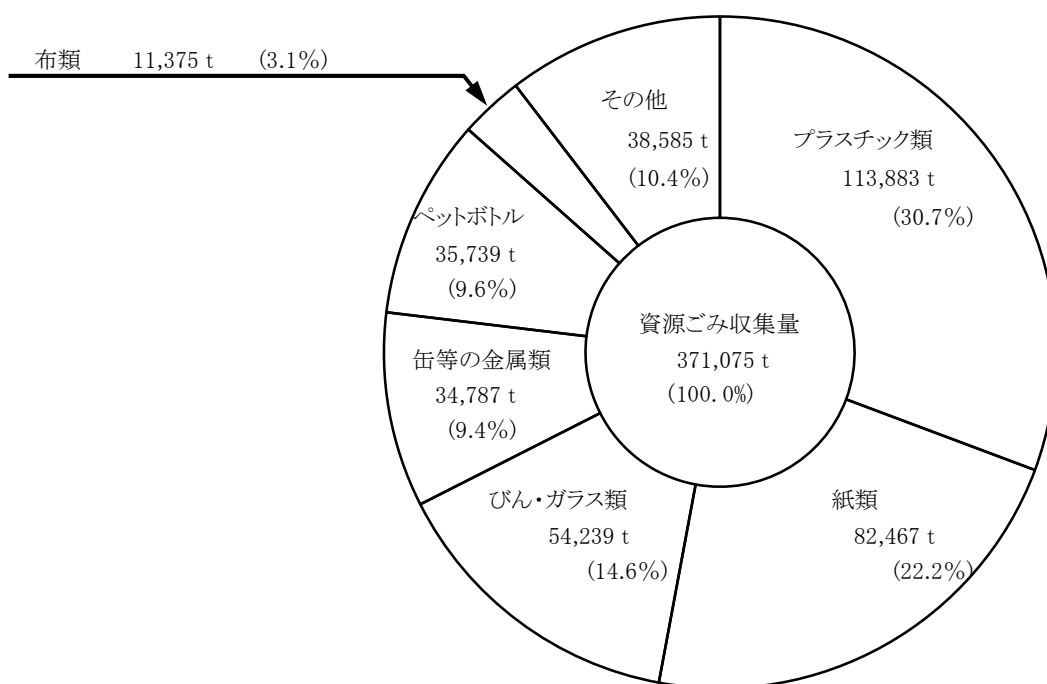 布類 11,375 t (3.1%)
その他
38,585 t
(10.4%)
プラスチック類
113,883 t
(30.7%)
ペットボトル
35,739 t
(9.6%)
資源ごみ収集量
371,075 t
(100.0%)
缶等の金属類
34,787 t
(9.4%)
びん・ガラス類
54,239 t
(14.6%)
紙類
82,467 t
(22.2%)